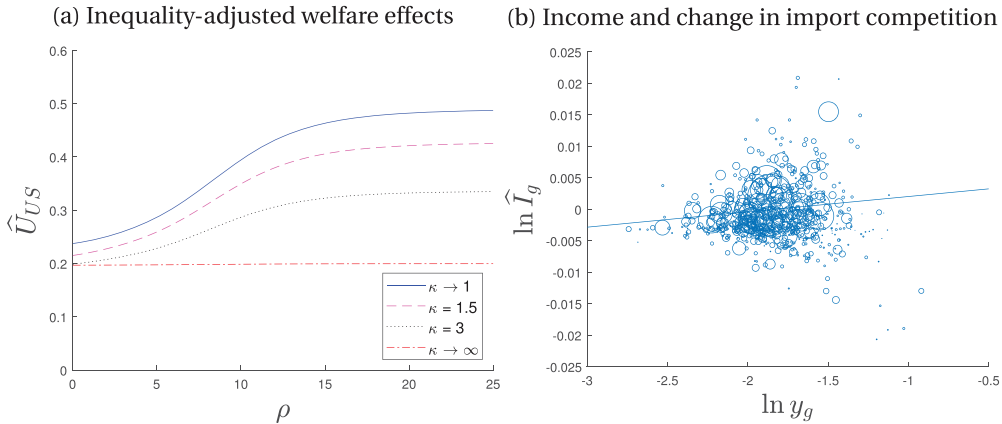 (a) Inequality-adjusted welfare effects
0.6
0.5
0.4
0.3
0.2
0.1
0
0 5 10 15 20 25
Û_US
ρ
κ → 1
κ = 1.5
κ = 3
κ → ∞
(b) Income and change in import competition
0.025
0.02
0.015
0.01
0.005
0
-0.005
-0.01
-0.015
-0.02
-0.025
-3 -2.5 -2 -1.5 -1 -0.5
ln Î_g
ln y_g